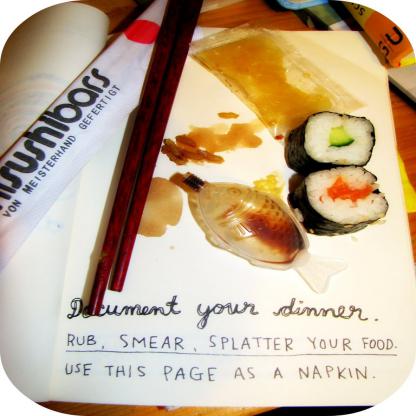 sushibars
VON MEISTERHAND GEFERTIGT
Document your dinner.
RUB, SMEAR, SPLATTER YOUR FOOD.
USE THIS PAGE AS A NAPKIN.